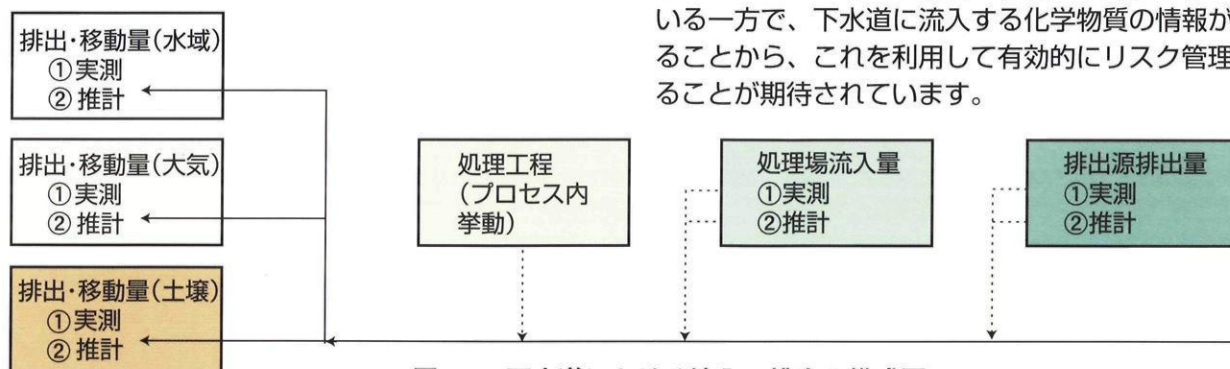 いる一方で、下水道に流入する化学物質の情報が
ることから、これを利用して有効的にリスク管理
ることが期待されています。
排出・移動量(水域)
①実測
②推計
排出・移動量(大気)
①実測
②推計
排出・移動量(土壌)
①実測
②推計
処理工程
(プロセス内
挙動)
処理場流入量
①実測
②推計
排出源排出量
①実測
②推計